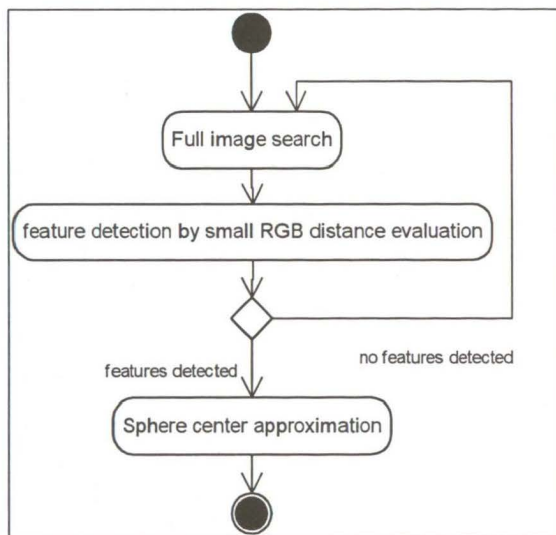 Full image search
feature detection by small RGB distance evaluation
no features detected
features detected
Sphere center approximation